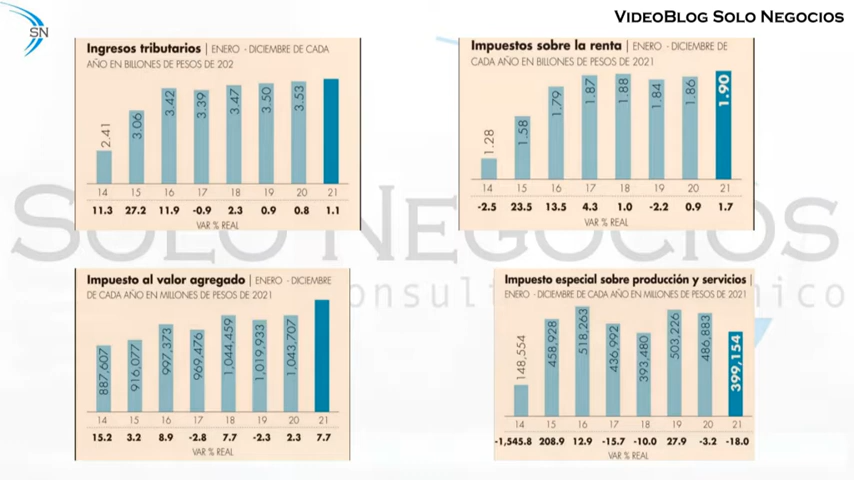 SN
VideoBlog Solo Negocios
Ingresos tributarios | ENERO - DICIEMBRE DE CADA
AÑO EN BILLONES DE PESOS DE 202
2.41 3.06 3.42 3.39 3.47 3.50 3.53
14 15 16 17 18 19 20 21
11.3 27.2 11.9 -0.9 2.3 0.9 0.8 1.1
VAR % REAL
Impuestos sobre la renta | ENERO - DICIEMBRE DE
CADA AÑO EN BILLONES DE PESOS DE 2021
1.28 1.58 1.79 1.87 1.88 1.84 1.86 1.90
14 15 16 17 18 19 20 21
-2.5 23.5 13.5 4.3 1.0 -2.2 0.9 1.7
VAR % REAL
SOLO NEGOCIOS
Impuesto al valor agregado | ENERO - DICIEMBRE
DE CADA AÑO EN MILLONES DE PESOS DE 2021
887,607 916,077 997,373 969,476 1,044,459 1,019,933 1,043,707
14 15 16 17 18 19 20 21
15.2 3.2 8.9 -2.8 7.7 -2.3 2.3 7.7
VAR % REAL
Impuesto especial sobre producción y servicios |
ENERO - DICIEMBRE DE CADA AÑO EN MILLONES DE PESOS DE 2021
148,554 458,928 518,263 436,992 393,480 503,226 486,883 399,154
14 15 16 17 18 19 20 21
-1,545.8 208.9 12.9 -15.7 -10.0 27.9 -3.2 -18.0
VAR % REAL